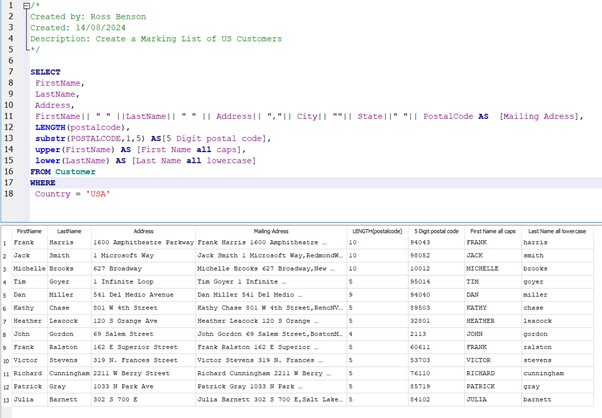 1 /*
2 Created by: Ross Benson
3 Created: 14/08/2024
4 Description: Create a Marking List of US Customers
5 */
6
7 SELECT
8 FirstName,
9 LastName,
10 Address,
11 FirstName|| " " ||LastName|| " " || Address|| ","|| City|| ""|| State||" "|| PostalCode AS [Mailing Adress],
12 LENGTH(postalcode),
13 substr(POSTALCODE,1,5) AS[5 Digit postal code],
14 upper(FirstName) AS [First Name all caps],
15 lower(LastName) AS [Last Name all lowercase]
16 FROM Customer
17 WHERE
18 Country = 'USA'
FirstName LastName Address Mailing Adress LENGTH(postalcode) 5 Digit postal code First Name all caps Last Name all lowercase
1 Frank Harris 1600 Amphitheatre Parkway Frank Harris 1600 Amphitheatre … 10 94043 FRANK harris
2 Jack Smith 1 Microsoft Way Jack Smith 1 Microsoft Way,RedmondW… 10 98052 JACK smith
3 Michelle Brooks 627 Broadway Michelle Brooks 627 Broadway,New … 10 10012 MICHELLE brooks
4 Tim Goyer 1 Infinite Loop Tim Goyer 1 Infinite … 5 95014 TIM goyer
5 Dan Miller 541 Del Medio Avenue Dan Miller 541 Del Medio … 9 94040 DAN miller
6 Kathy Chase 801 W 4th Street Kathy Chase 801 W 4th Street,RenoNV… 5 89503 KATHY chase
7 Heather Leacock 120 S Orange Ave Heather Leacock 120 S Orange … 5 32801 HEATHER leacock
8 John Gordon 69 Salem Street John Gordon 69 Salem Street,BostonM… 4 2113 JOHN gordon
9 Frank Ralston 162 E Superior Street Frank Ralston 162 E Superior … 5 60611 FRANK ralston
10 Victor Stevens 319 N. Frances Street Victor Stevens 319 N. Frances … 5 53703 VICTOR stevens
11 Richard Cunningham 2211 W Berry Street Richard Cunningham 2211 W Berry … 5 76110 RICHARD cunningham
12 Patrick Gray 1033 N Park Ave Patrick Gray 1033 N Park … 5 85719 PATRICK gray
13 Julia Barnett 302 S 700 E Julia Barnett 302 S 700 E,Salt Lake… 5 84102 JULIA barnett